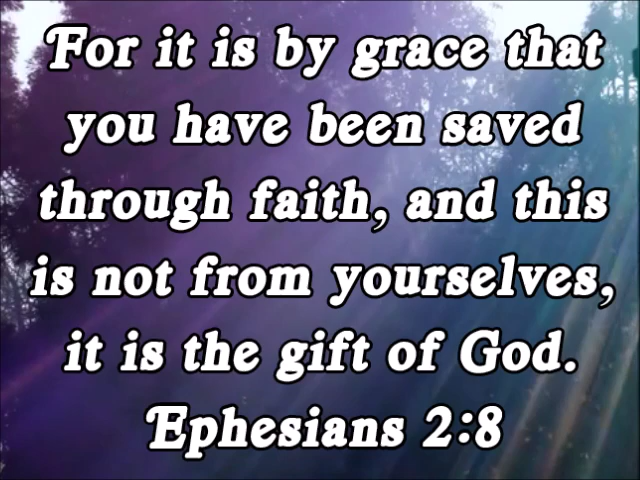 For it is by grace that
you have been saved
through faith, and this
is not from yourselves,
it is the gift of God.
Ephesians 2:8